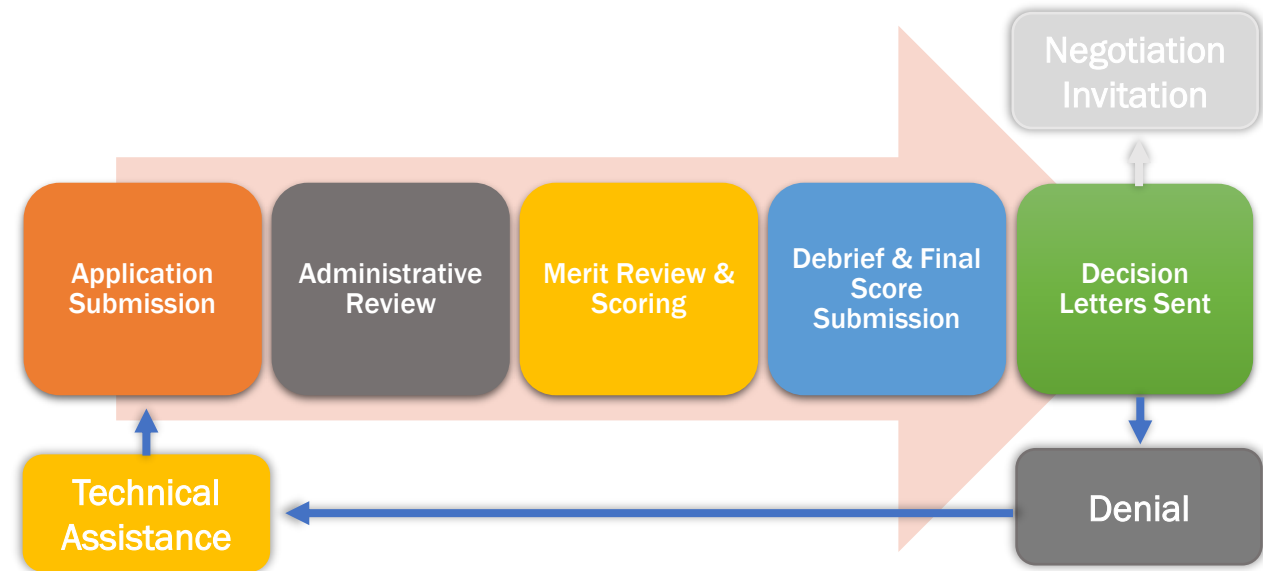 Negotiation
Invitation
Application
Submission
Administrative
Review
Merit Review &
Scoring
Debrief & Final
Score
Submission
Decision
Letters Sent
Technical
Assistance
Denial